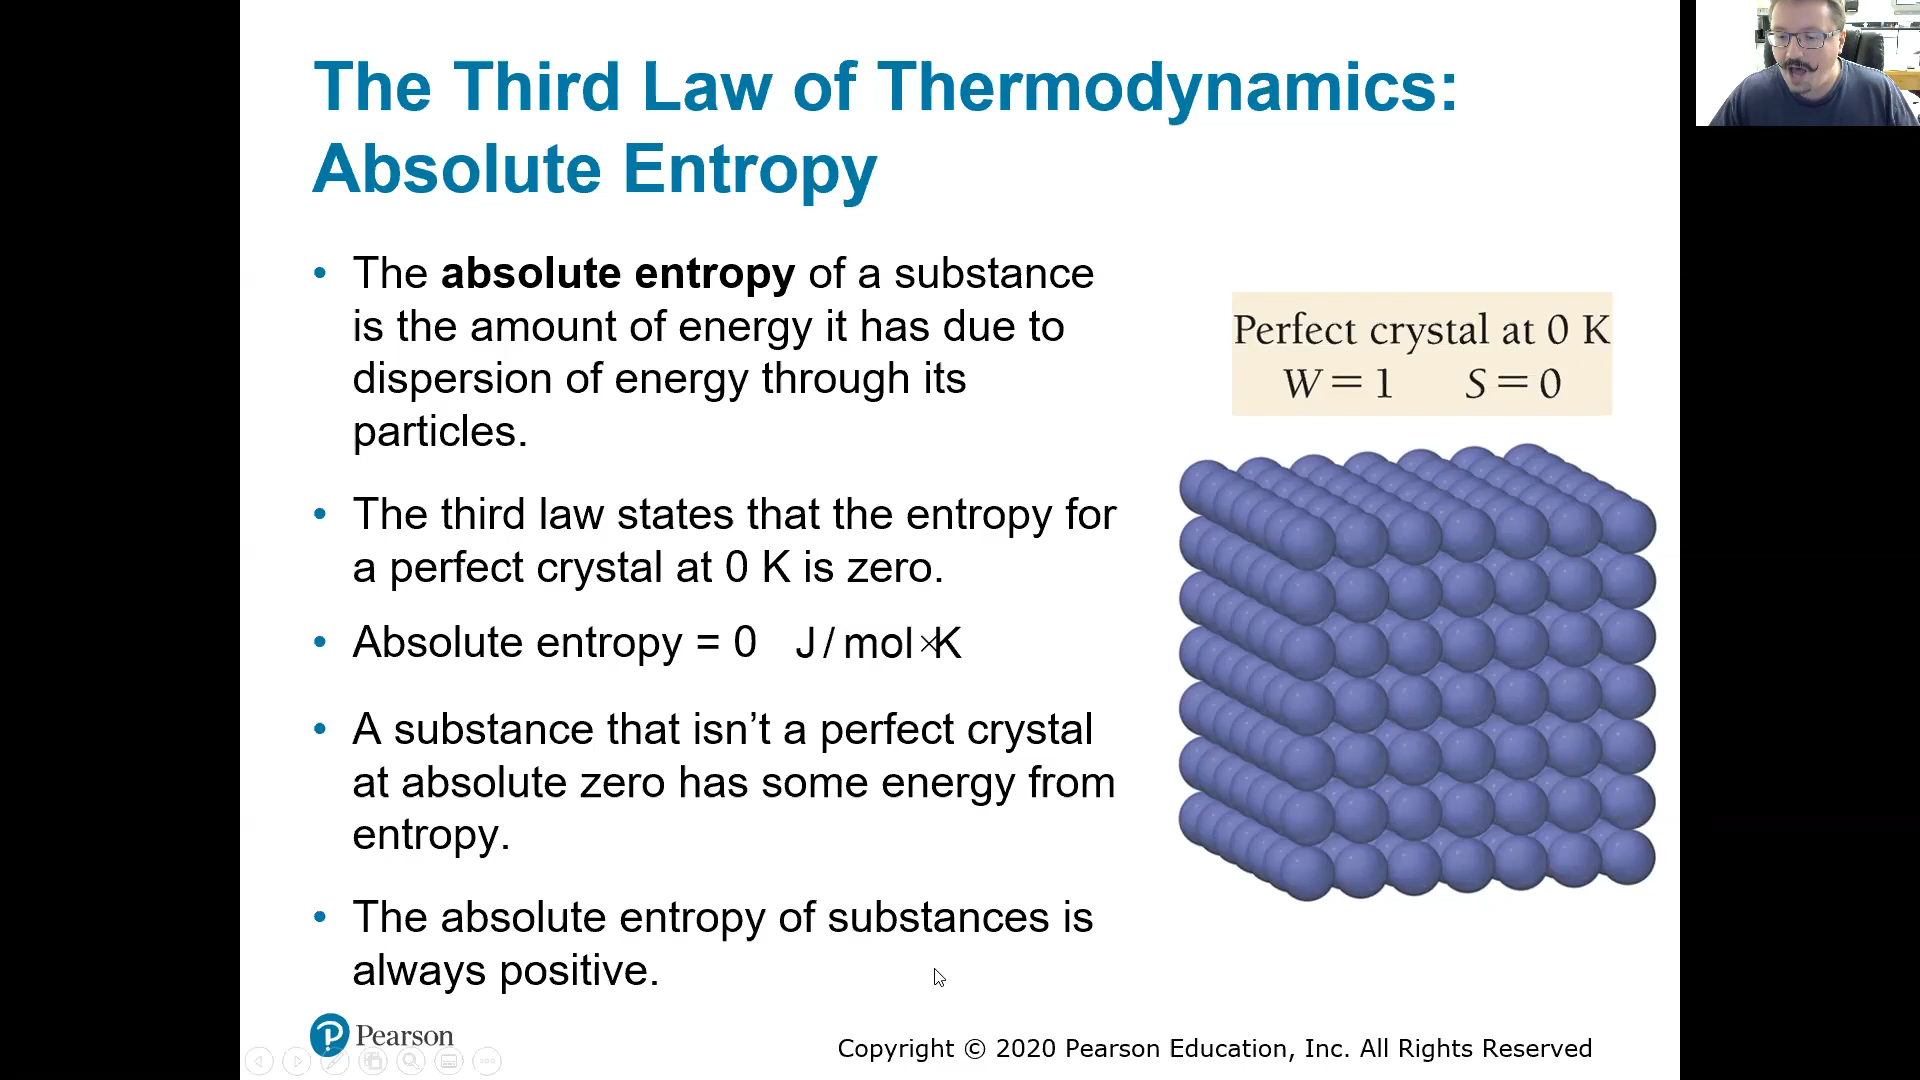 The Third Law of Thermodynamics:
Absolute Entropy
• The absolute entropy of a substance
is the amount of energy it has due to
dispersion of energy through its
particles.
• The third law states that the entropy for
a perfect crystal at 0 K is zero.
• Absolute entropy = 0 J/mol×K
• A substance that isn’t a perfect crystal
at absolute zero has some energy from
entropy.
• The absolute entropy of substances is
always positive.
Perfect crystal at 0 K
W = 1 S = 0
Pearson
Copyright © 2020 Pearson Education, Inc. All Rights Reserved